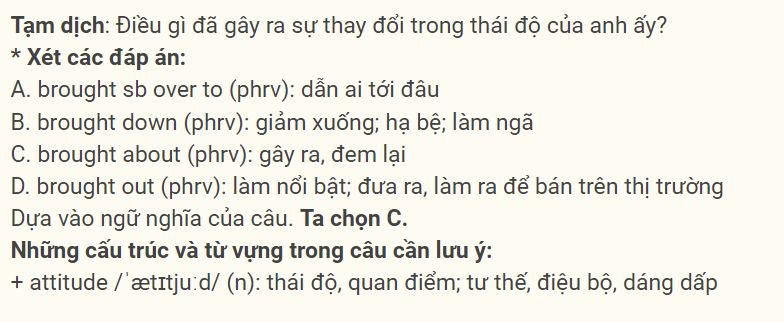 Tạm dịch: Điều gì đã gây ra sự thay đổi trong thái độ của anh ấy?
* Xét các đáp án:
A. brought sb over to (phrv): dẫn ai tới đâu
B. brought down (phrv): giảm xuống; hạ bệ; làm ngã
C. brought about (phrv): gây ra, đem lại
D. brought out (phrv): làm nổi bật; đưa ra, làm ra để bán trên thị trường
Dựa vào ngữ nghĩa của câu. Ta chọn C.
Những cấu trúc và từ vựng trong câu cần lưu ý:
+ attitude /ˈætɪtjuːd/ (n): thái độ, quan điểm; tư thế, điệu bộ, dáng dấp